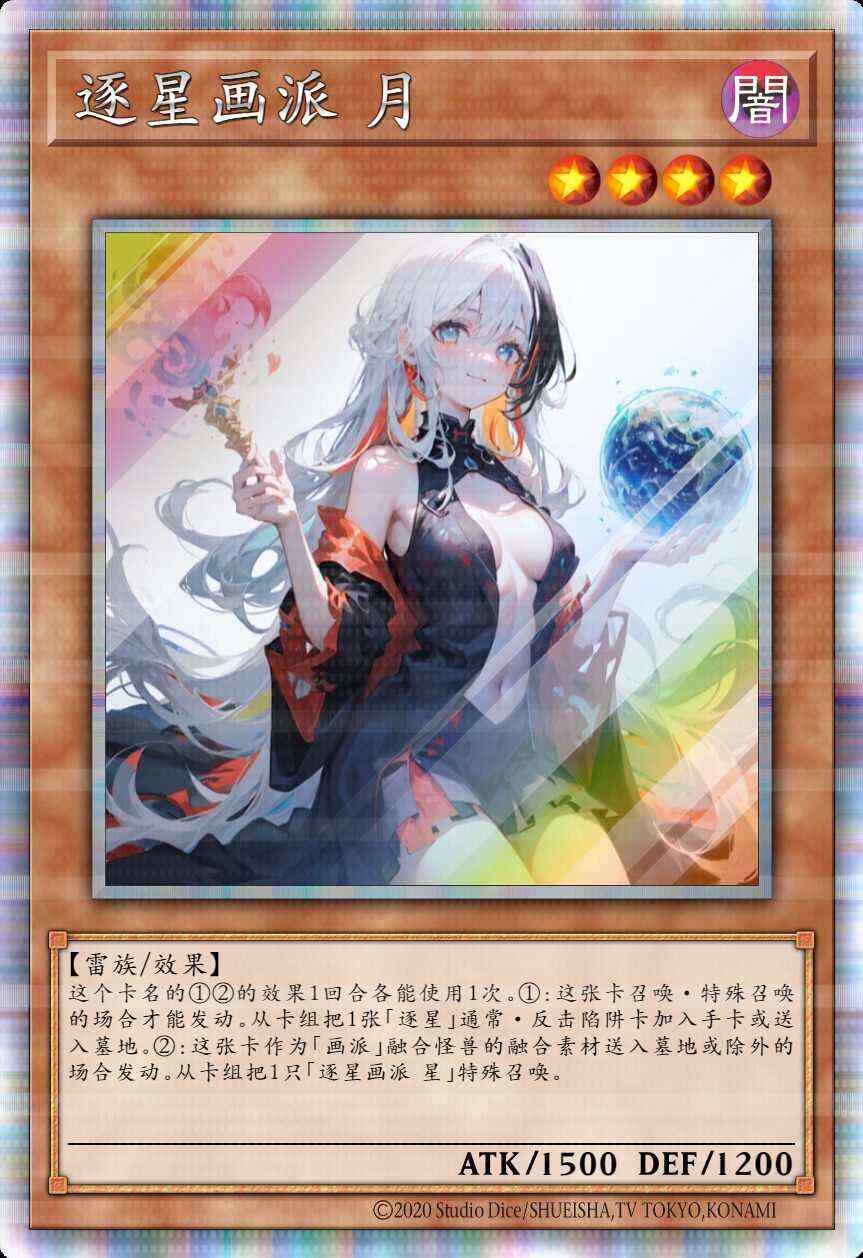 逐星画派 月
闇
【雷族/效果】
这个卡名的①②的效果1回合各能使用1次。①:这张卡召唤·特殊召唤
的场合才能发动。从卡组把1张「逐星」通常·反击陷阱卡加入手卡或送
入墓地。②:这张卡作为「画派」融合怪兽的融合素材送入墓地或除外的
场合发动。从卡组把1只「逐星画派 星」特殊召唤。
ATK/1500 DEF/1200
©2020 Studio Dice/SHUEISHA,TV TOKYO,KONAMI